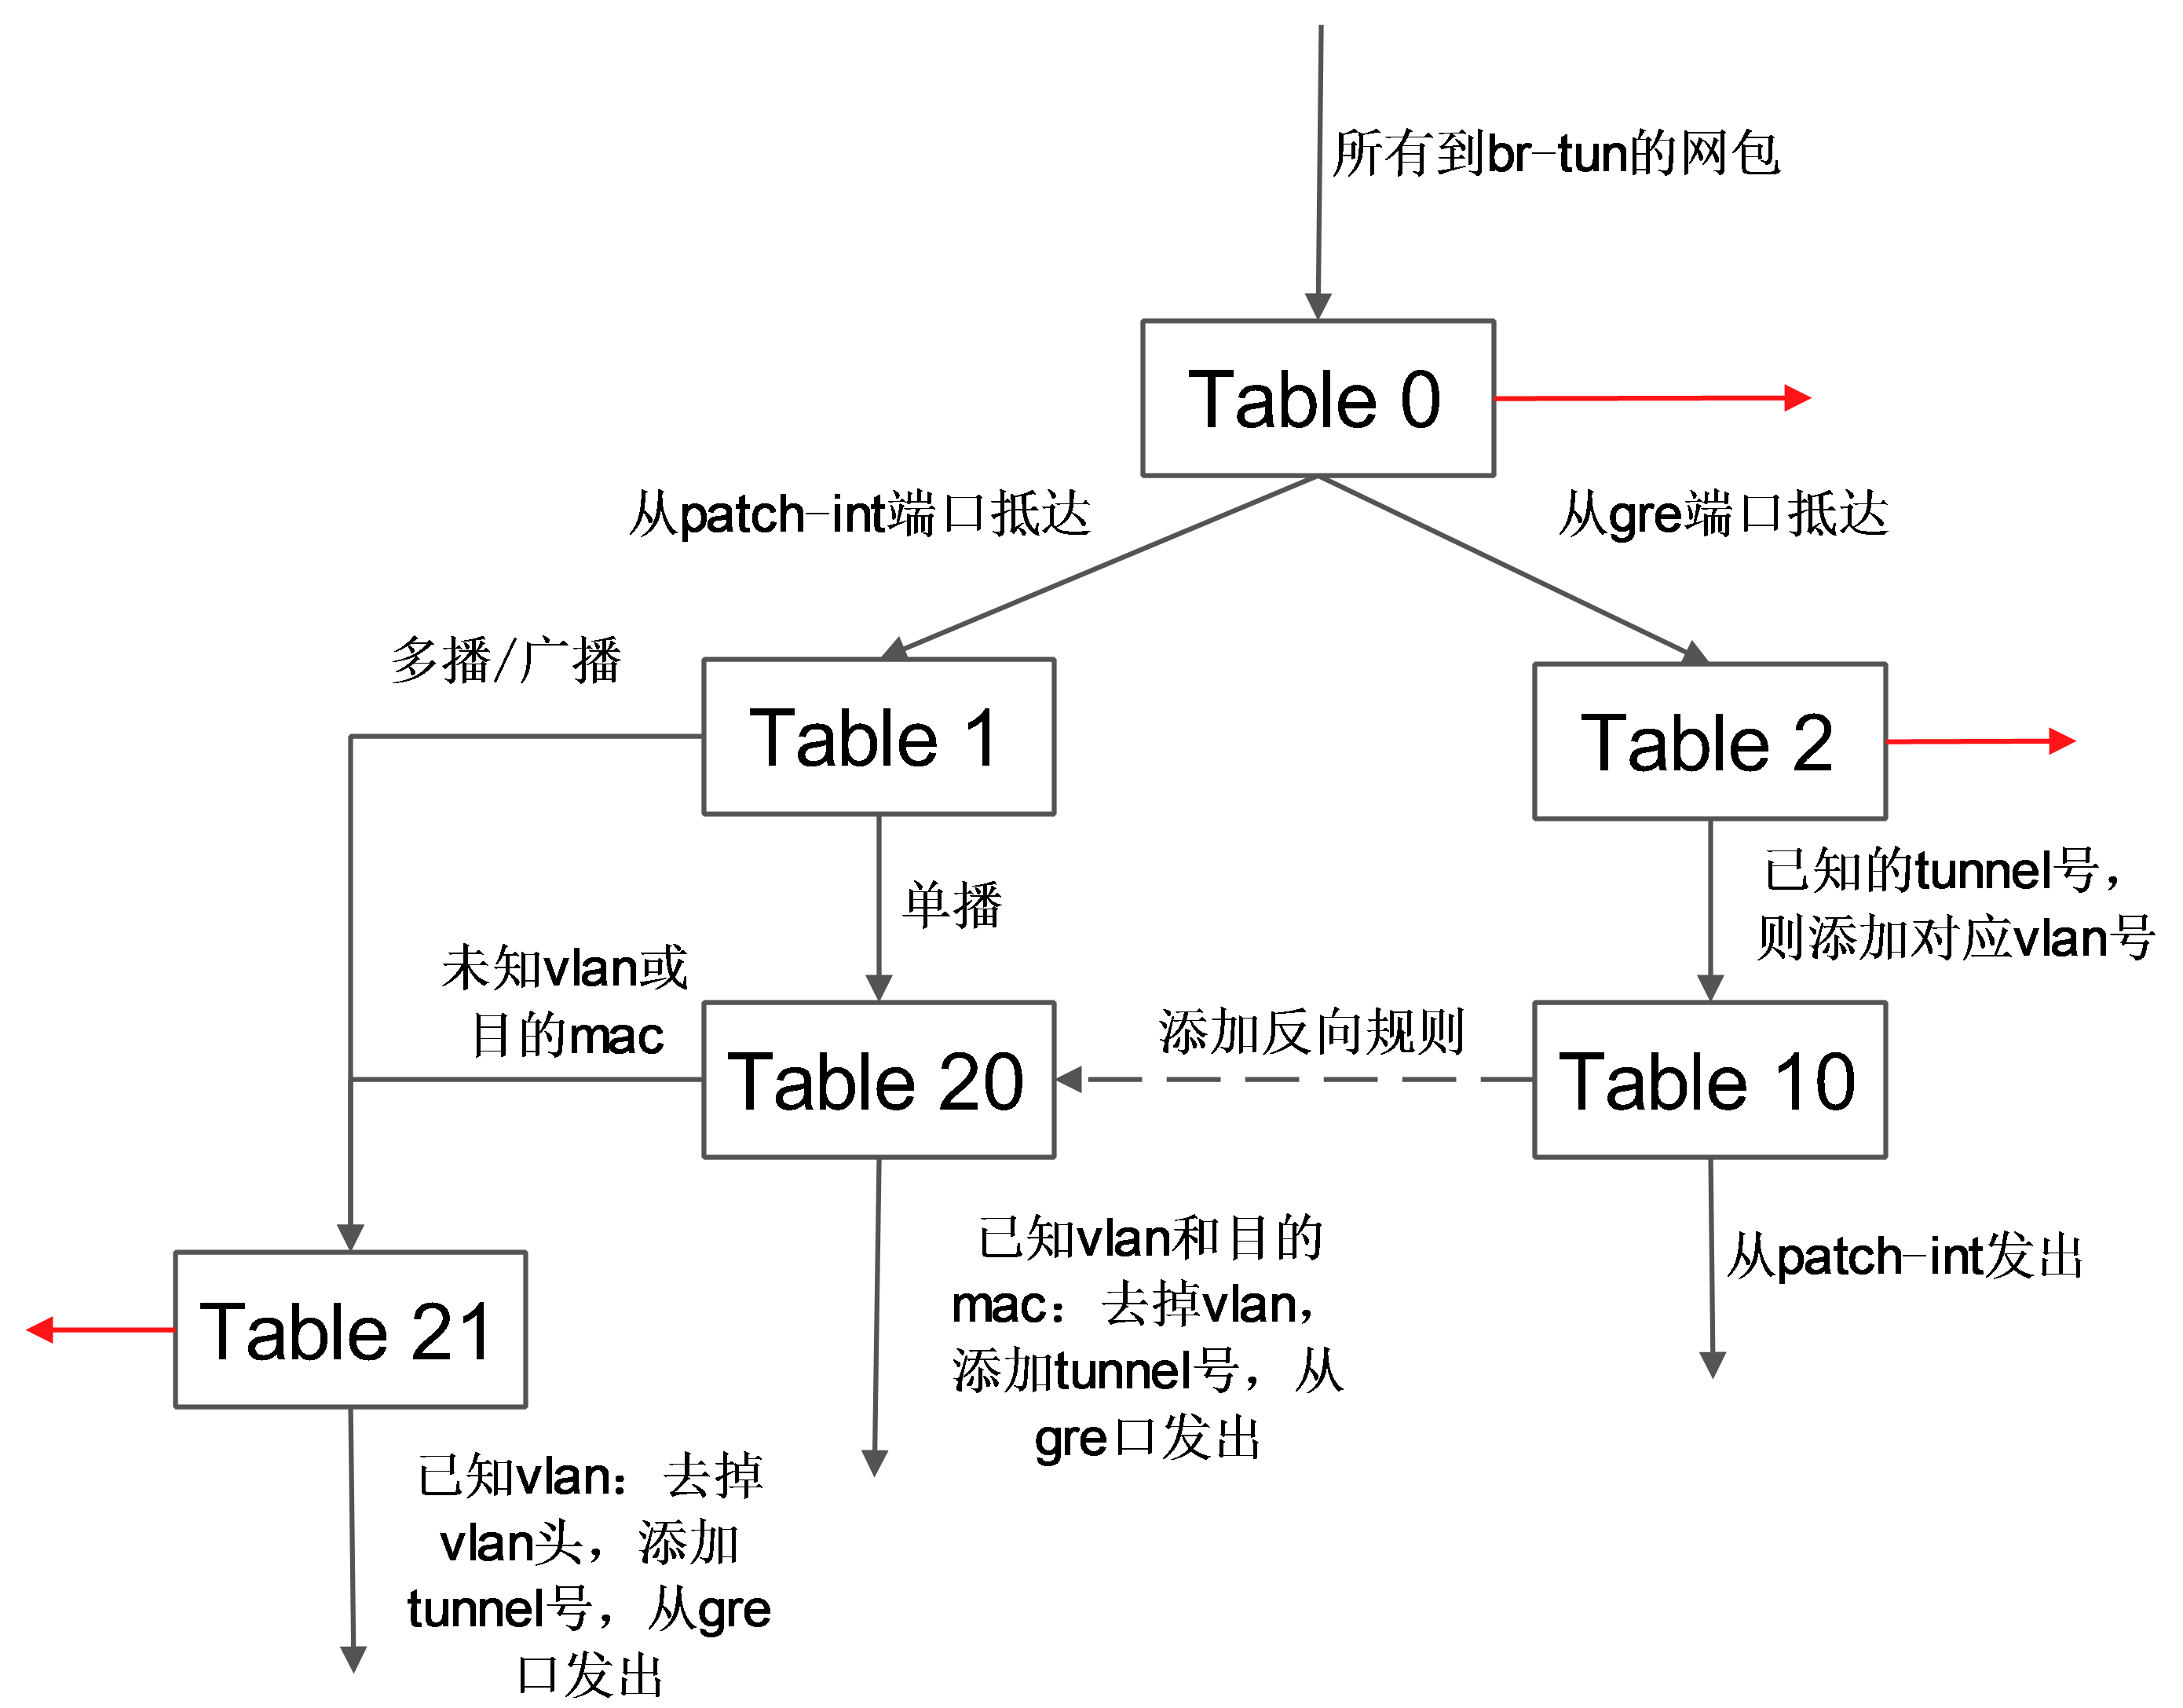 所有到br-tun的网包
Table 0
从patch-int端口抵达
从gre端口抵达
多播/广播
Table 1
Table 2
单播
已知的tunnel号，
则添加对应vlan号
未知vlan或
目的mac
添加反向规则
Table 20
Table 10
已知vlan和目的
mac：去掉vlan，
添加tunnel号，从
gre口发出
从patch-int发出
Table 21
已知vlan：去掉
vlan头，添加
tunnel号，从gre
口发出